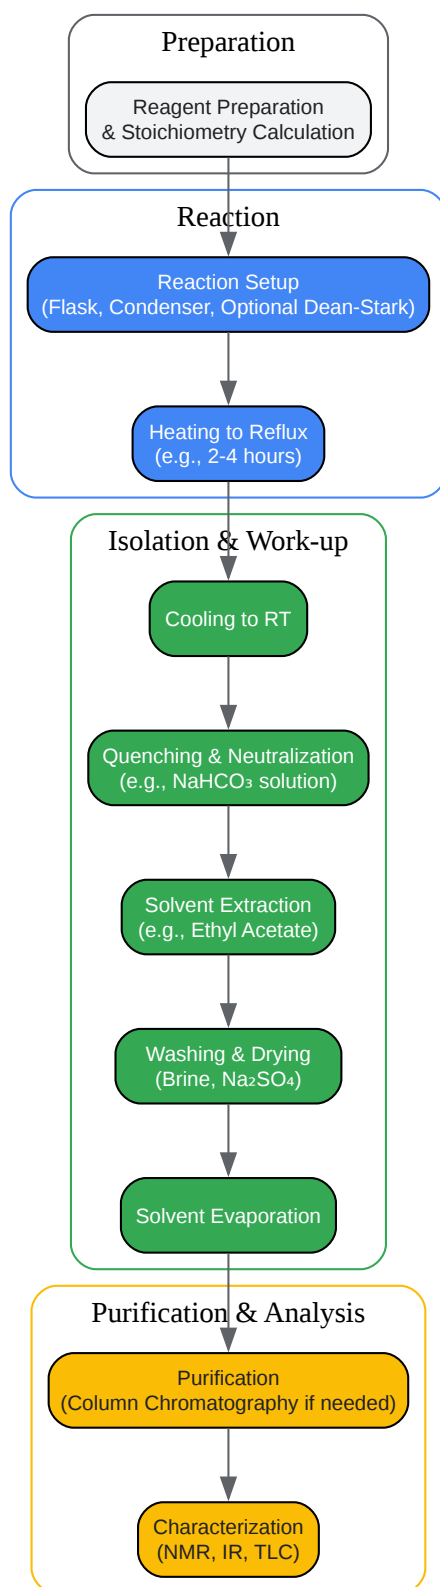 Preparation
Reagent Preparation
& Stoichiometry Calculation
Reaction
Reaction Setup
(Flask, Condenser, Optional Dean-Stark)
Heating to Reflux
(e.g., 2-4 hours)
Isolation & Work-up
Cooling to RT
Quenching & Neutralization
(e.g., NaHCO₃ solution)
Solvent Extraction
(e.g., Ethyl Acetate)
Washing & Drying
(Brine, Na₂SO₄)
Solvent Evaporation
Purification & Analysis
Purification
(Column Chromatography if needed)
Characterization
(NMR, IR, TLC)